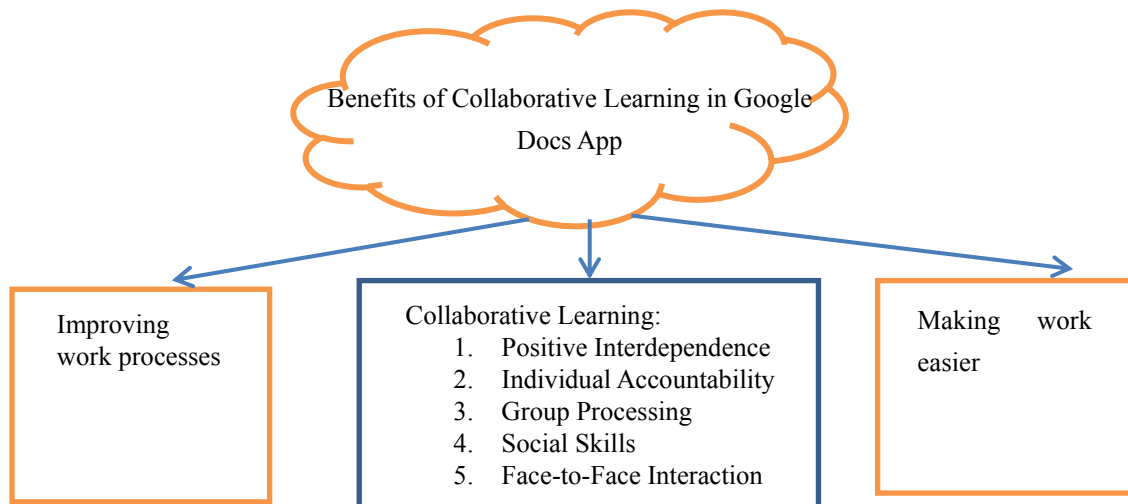 Benefits of Collaborative Learning in Google
Docs App
Improving
work processes
Collaborative Learning:
1. Positive Interdependence
2. Individual Accountability
3. Group Processing
4. Social Skills
5. Face-to-Face Interaction
Making work
easier